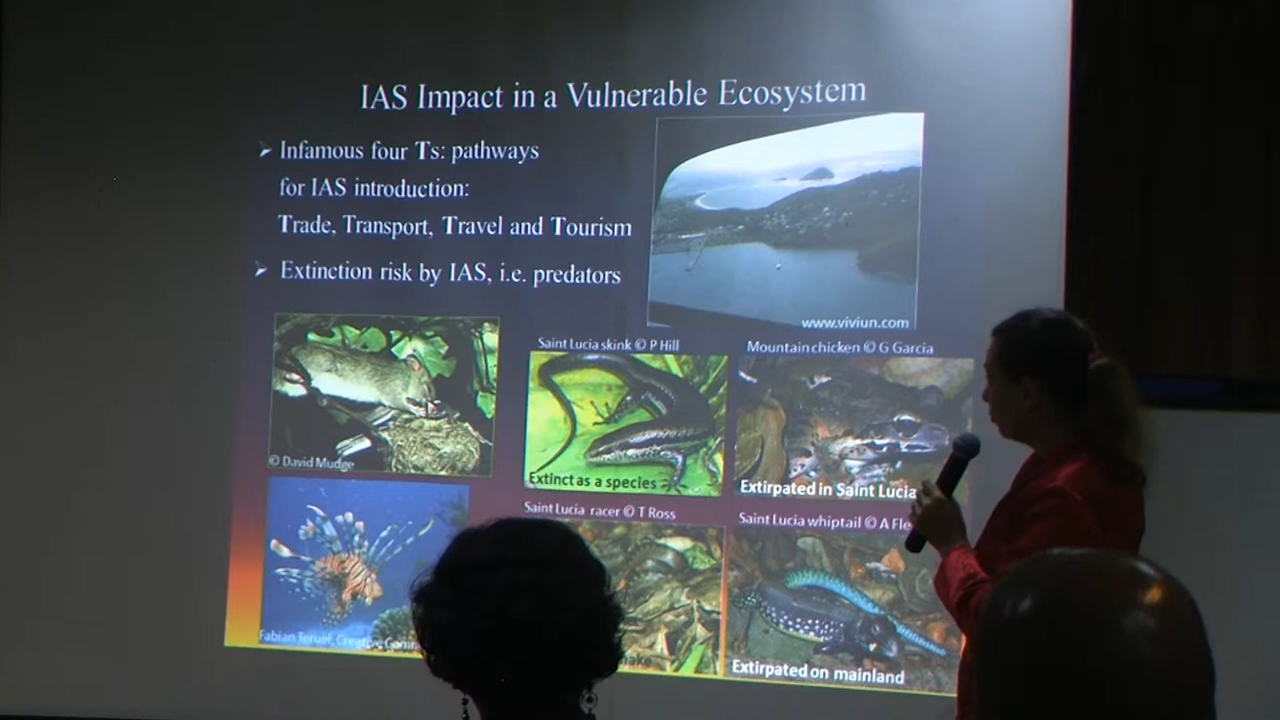 IAS Impact in a Vulnerable Ecosystem
➢ Infamous four Ts: pathways
for IAS introduction:
Trade, Transport, Travel and Tourism
➢ Extinction risk by IAS, i.e. predators
www.viviun.com
© David Mudge
Saint Lucia skink © P Hill
Extinct as a species
Mountain chicken © G Garcia
Extirpated in Saint Lucia
Fabian Teruel, Creative
Saint Lucia racer © T Ross
Saint Lucia whiptail © A
Extirpated on mainland